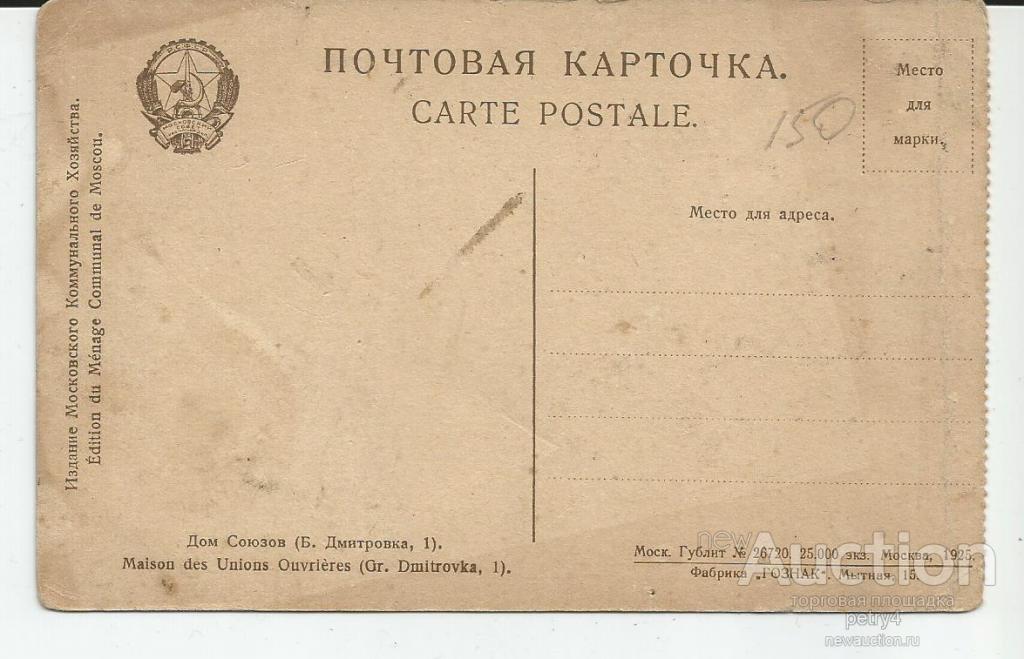 ПОЧТОВАЯ КАРТОЧКА.
CARTE POSTALE.
Р.С.Ф.С.Р.
МОСКОВСКИЙ
СОВЕТ
150
Место
для
марки.
Издание Московского Коммунального Хозяйства.
Édition du Ménage Communal de Moscou.
Место для адреса.
Дом Союзов (Б. Дмитровка, 1).
Maison des Unions Ouvrières (Gr. Dmitrovka, 1).
Моск. Гублит № 26720. 25.000 экз. Москва, 1925.
Фабрика „ГОЗНАК". Мытная, 15.
newAuction
торговая площадка
petry4
newauction.ru